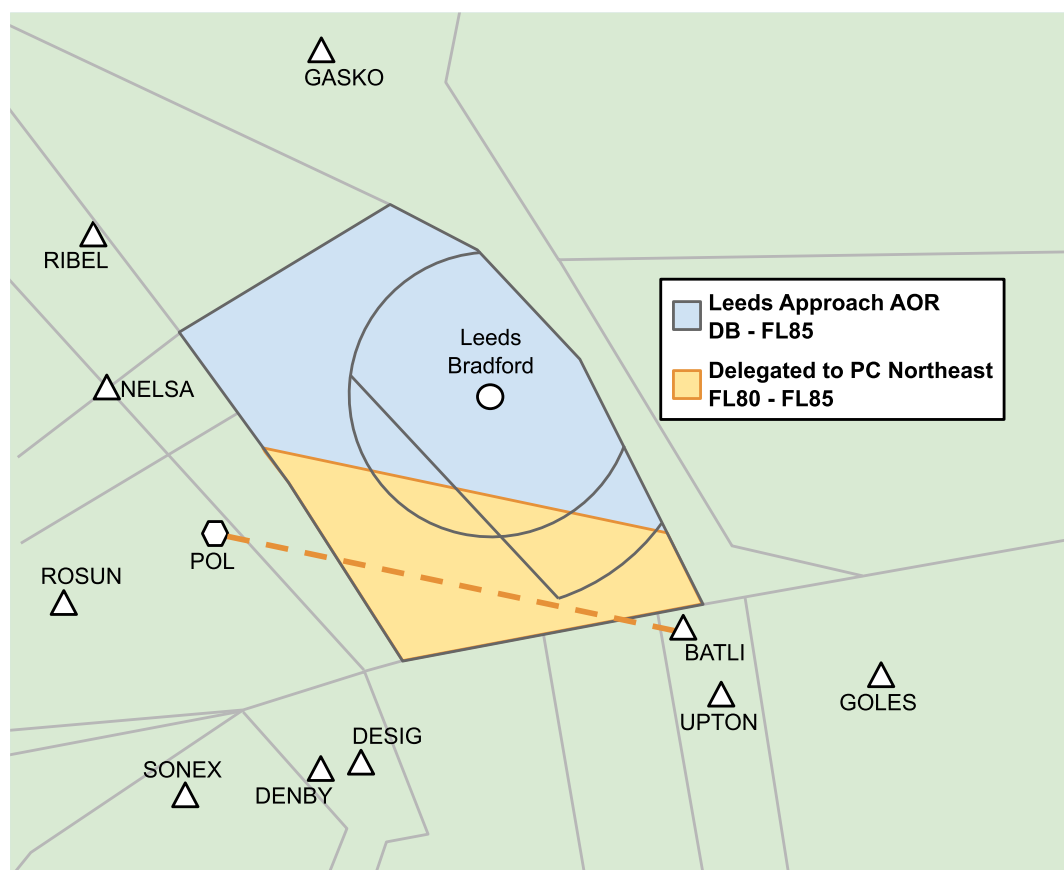 GASKO
RIBEL
Leeds Approach AOR
DB - FL85
Leeds
Bradford
Delegated to PC Northeast
FL80 - FL85
NELSA
POL
ROSUN
BATLI
GOLES
UPTON
DESIG
SONEX
DENBY